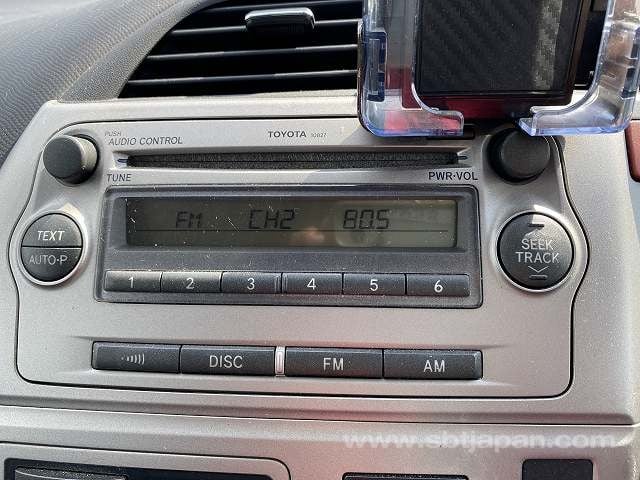 PUSH
AUDIO CONTROL
TOYOTA 10827
TUNE
PWR·VOL
FM CH2 80.5
TEXT
AUTO·P
SEEK
TRACK
1 2 3 4 5 6
DISC FM AM
www.sbtjapan.com